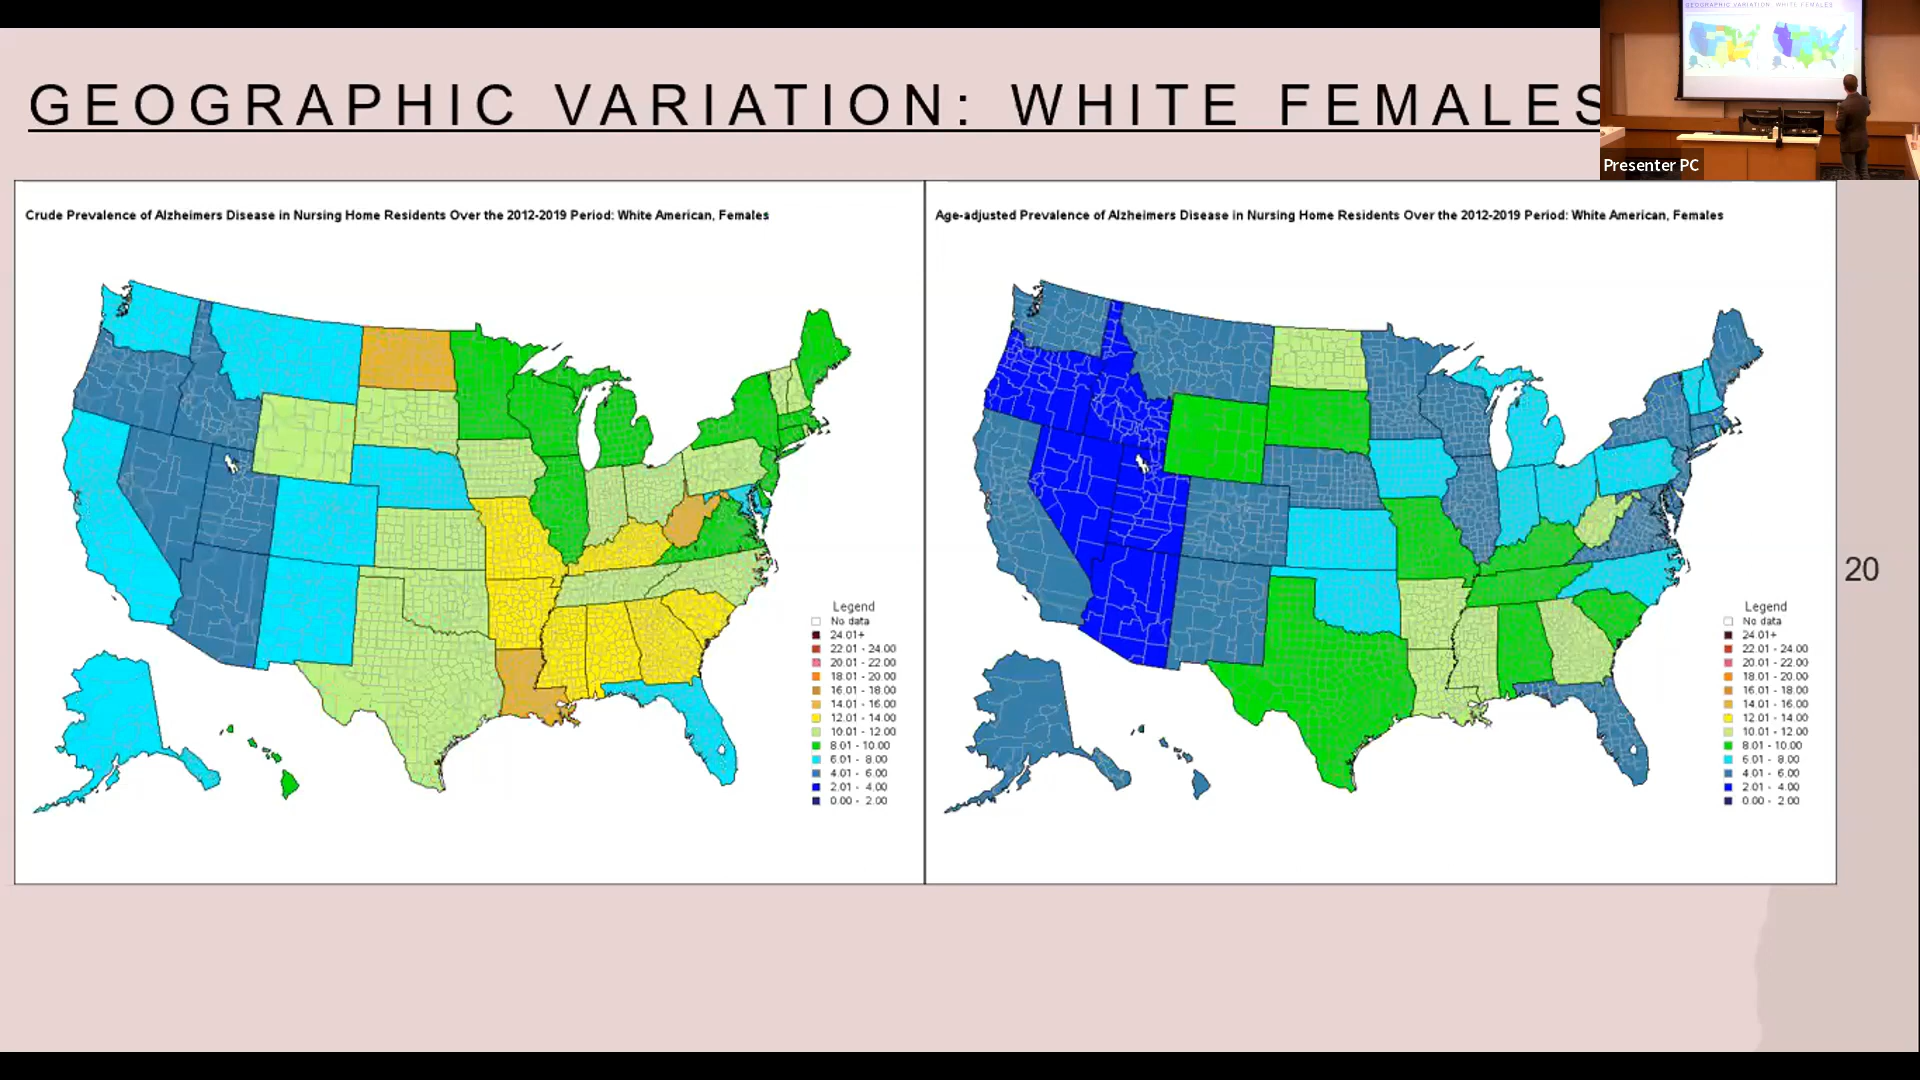 GEOGRAPHIC VARIATION: WHITE FEMALES
GEOGRAPHIC VARIATION: WHITE FEMALES
Presenter PC
Crude Prevalence of Alzheimers Disease in Nursing Home Residents Over the 2012-2019 Period: White American, Females
Legend
No data
24.01+
22.01 - 24.00
20.01 - 22.00
18.01 - 20.00
16.01 - 18.00
14.01 - 16.00
12.01 - 14.00
10.01 - 12.00
8.01 - 10.00
6.01 - 8.00
4.01 - 6.00
2.01 - 4.00
0.00 - 2.00
Age-adjusted Prevalence of Alzheimers Disease in Nursing Home Residents Over the 2012-2019 Period: White American, Females
Legend
No data
24.01+
22.01 - 24.00
20.01 - 22.00
18.01 - 20.00
16.01 - 18.00
14.01 - 16.00
12.01 - 14.00
10.01 - 12.00
8.01 - 10.00
6.01 - 8.00
4.01 - 6.00
2.01 - 4.00
0.00 - 2.00
20